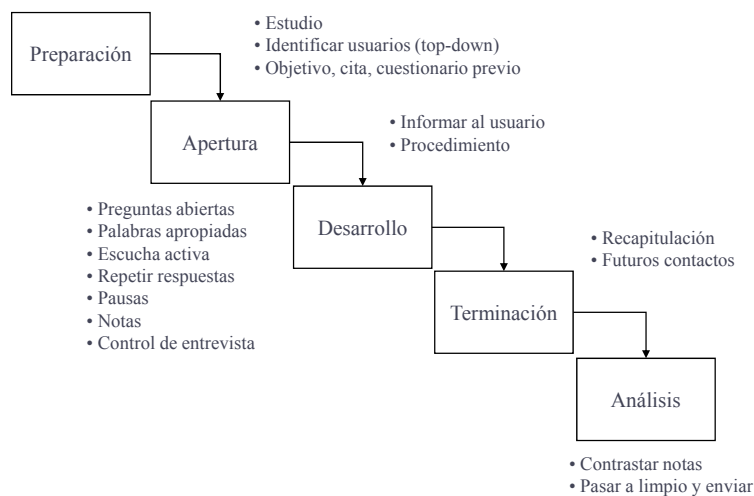 Preparación
• Estudio
• Identificar usuarios (top-down)
• Objetivo, cita, cuestionario previo
Apertura
• Informar al usuario
• Procedimiento
Desarrollo
• Preguntas abiertas
• Palabras apropiadas
• Escucha activa
• Repetir respuestas
• Pausas
• Notas
• Control de entrevista
Terminación
• Recapitulación
• Futuros contactos
Análisis
• Contrastar notas
• Pasar a limpio y enviar